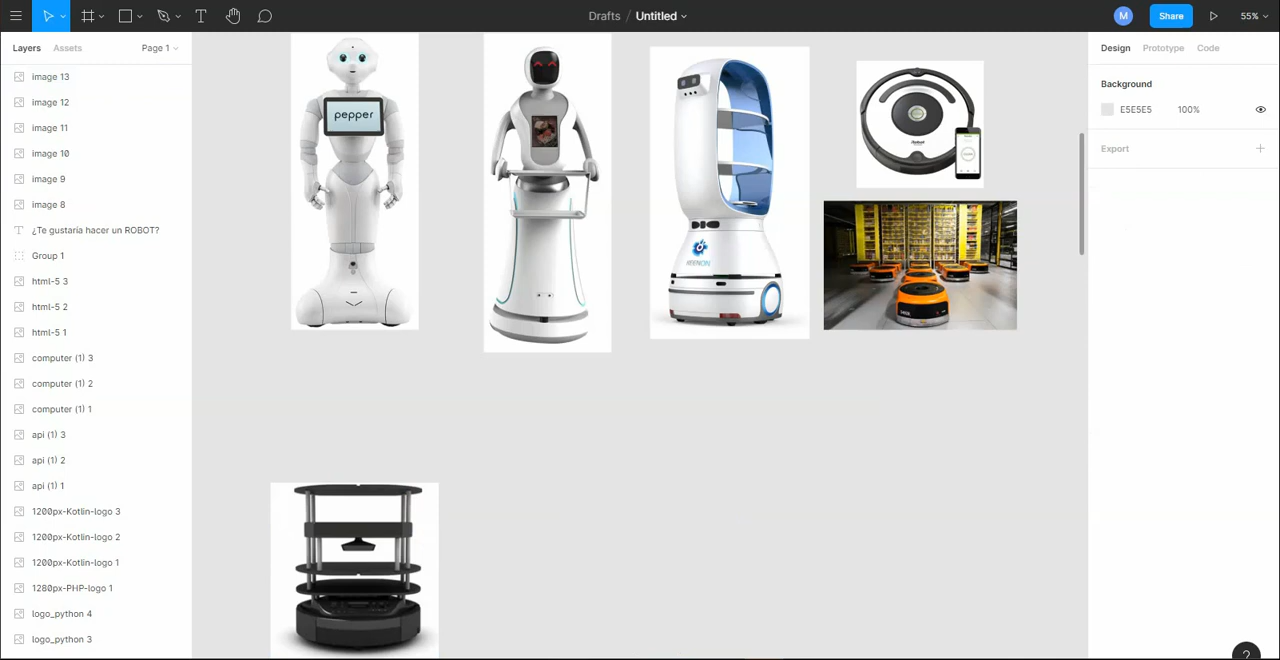 Drafts / Untitled
M
Share
55%
Layers
Assets
Page 1
Design
Prototype
Code
image 13
image 12
image 11
image 10
image 9
image 8
¿Te gustaría hacer un ROBOT?
Group 1
html-5 3
html-5 2
html-5 1
computer (1) 3
computer (1) 2
computer (1) 1
api (1) 3
api (1) 2
api (1) 1
1200px-Kotlin-logo 3
1200px-Kotlin-logo 2
1200px-Kotlin-logo 1
1280px-PHP-logo 1
logo_python 4
logo_python 3
pepper
Background
E5E5E5
100%
Export
?